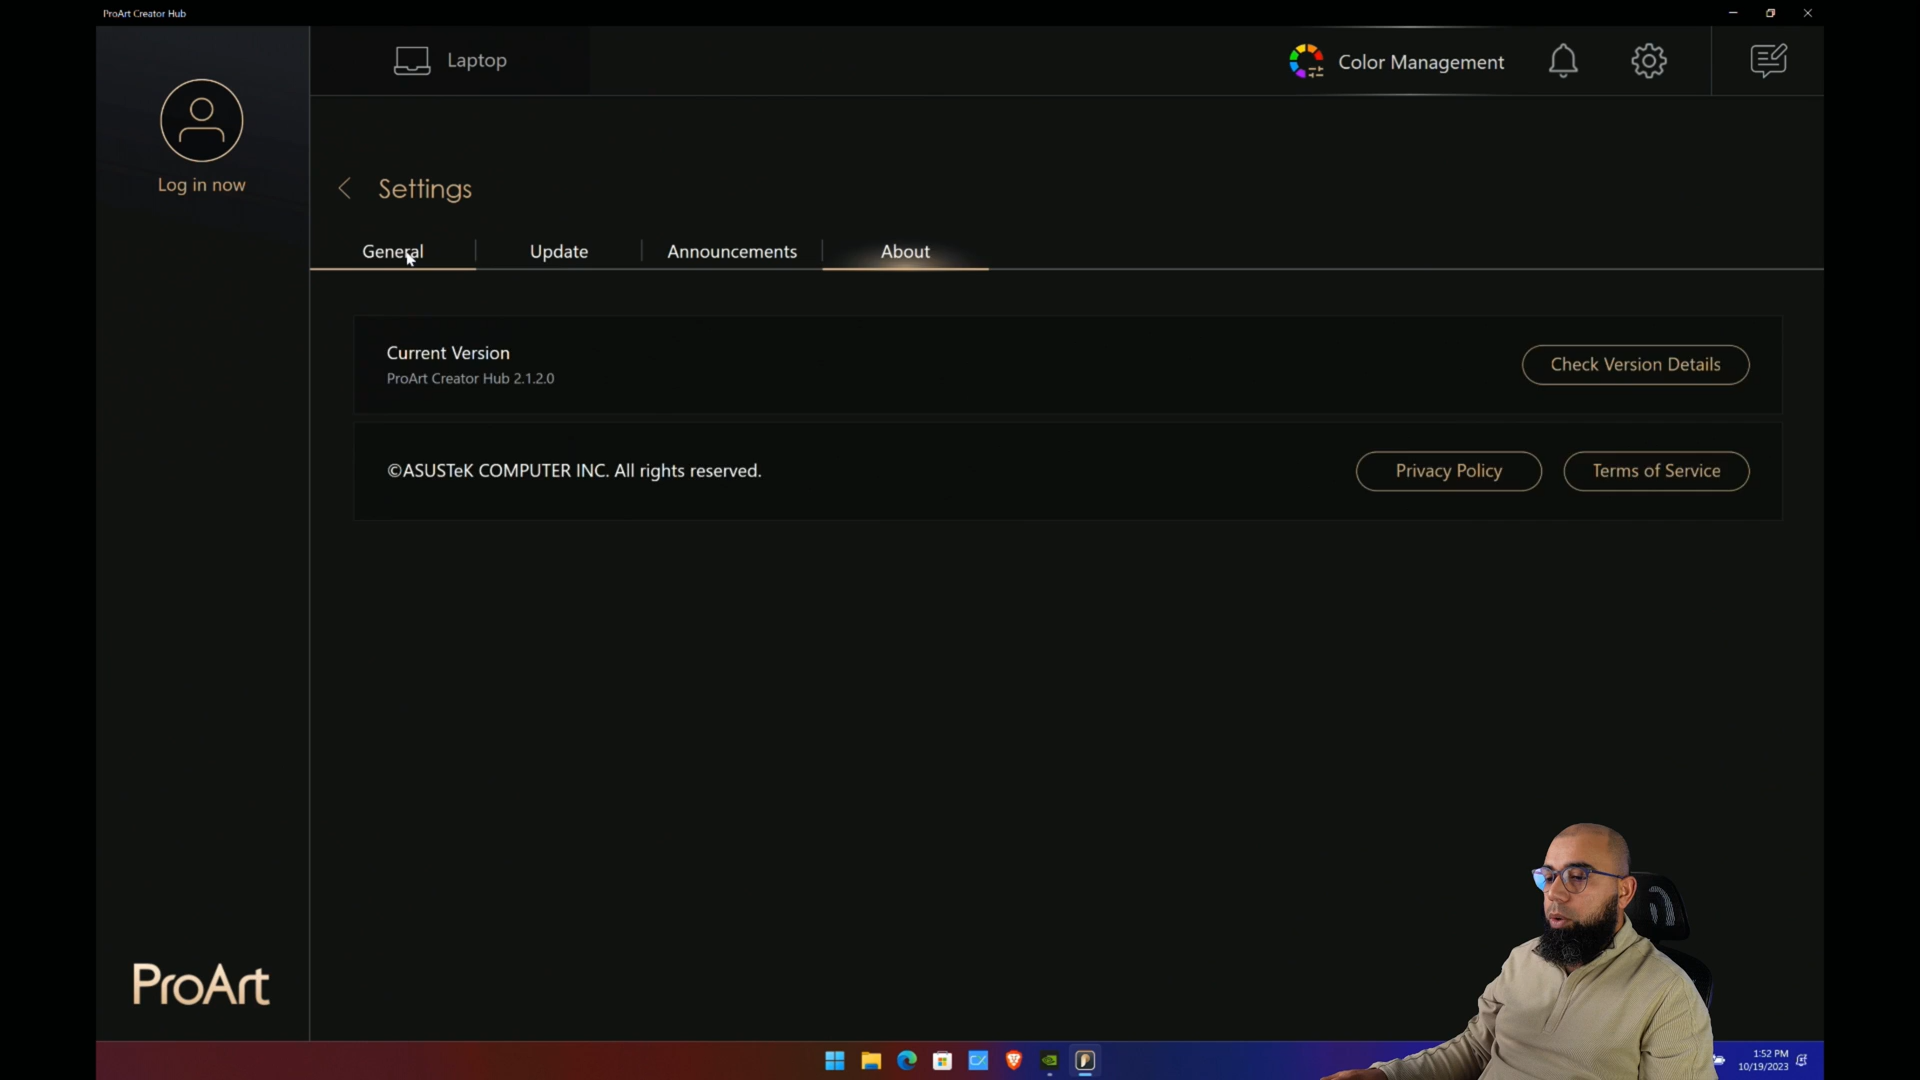 ProArt Creator Hub
Laptop
Color Management
Log in now
Settings
General
Update
Announcements
About
Current Version
ProArt Creator Hub 2.1.2.0
Check Version Details
©ASUSTeK COMPUTER INC. All rights reserved.
Privacy Policy
Terms of Service
ProArt
1:52 PM
10/19/2023